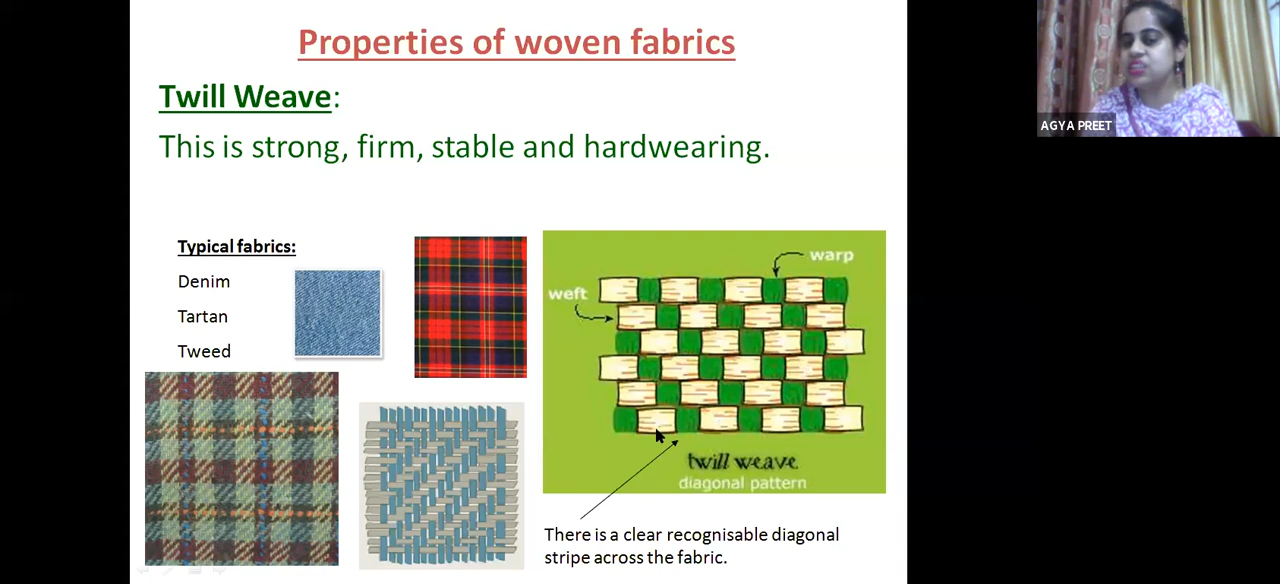 Properties of woven fabrics
Twill Weave:
This is strong, firm, stable and hardwearing.
AGYA PREET
Typical fabrics:
Denim
Tartan
Tweed
warp
weft
twill weave
diagonal pattern
There is a clear recognisable diagonal
stripe across the fabric.